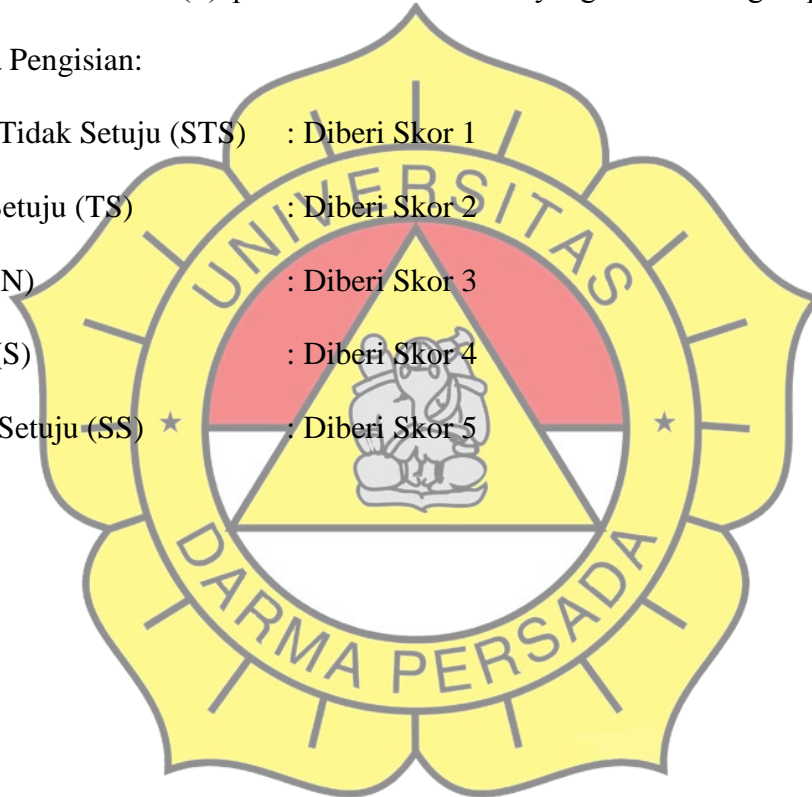 Pengisian:
Tidak Setuju (STS) : Diberi Skor 1
Setuju (TS) : Diberi Skor 2
N) : Diberi Skor 3
(S) : Diberi Skor 4
Setuju (SS) : Diberi Skor 5
UNIVERSITAS
DARMA PERSADA